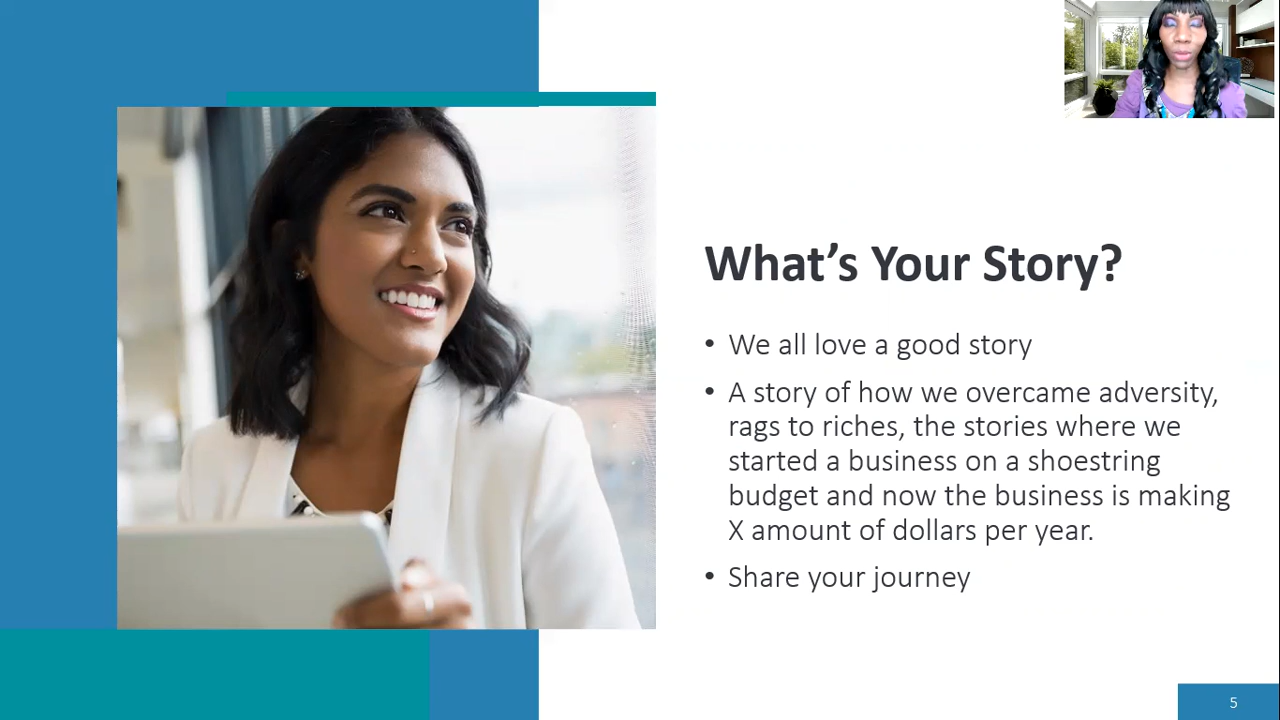 What's Your Story?
• We all love a good story
• A story of how we overcame adversity,
rags to riches, the stories where we
started a business on a shoestring
budget and now the business is making
X amount of dollars per year.
• Share your journey
5